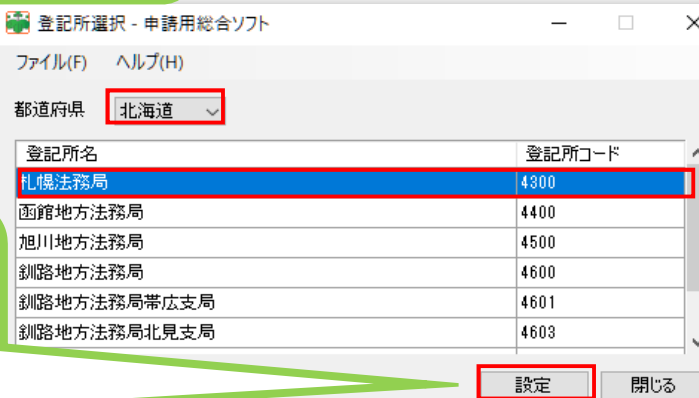 登記所選択 - 申請用総合ソフト
ファイル(F) ヘルプ(H)
都道府県 北海道
登記所名 登記所コード
札幌法務局 4300
函館地方法務局 4400
旭川地方法務局 4500
釧路地方法務局 4600
釧路地方法務局帯広支局 4601
釧路地方法務局北見支局 4603
設定 閉じる